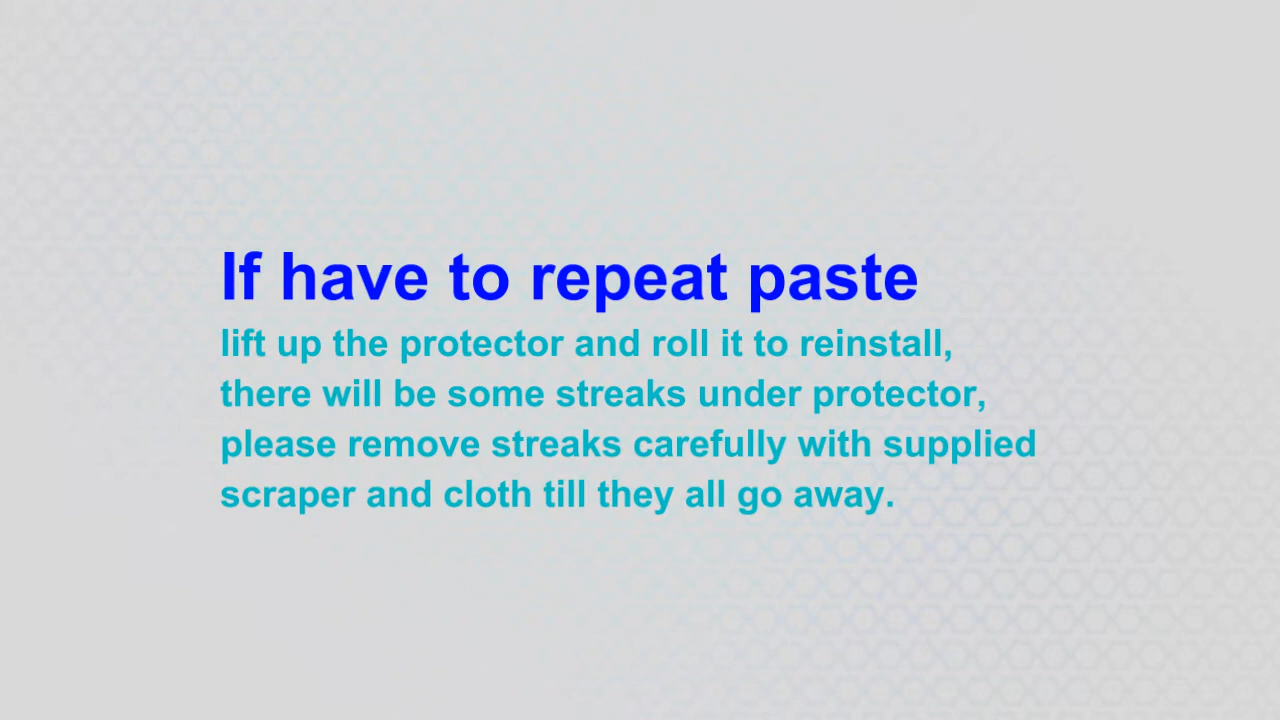 If have to repeat paste
lift up the protector and roll it to reinstall,
there will be some streaks under protector,
please remove streaks carefully with supplied
scraper and cloth till they all go away.